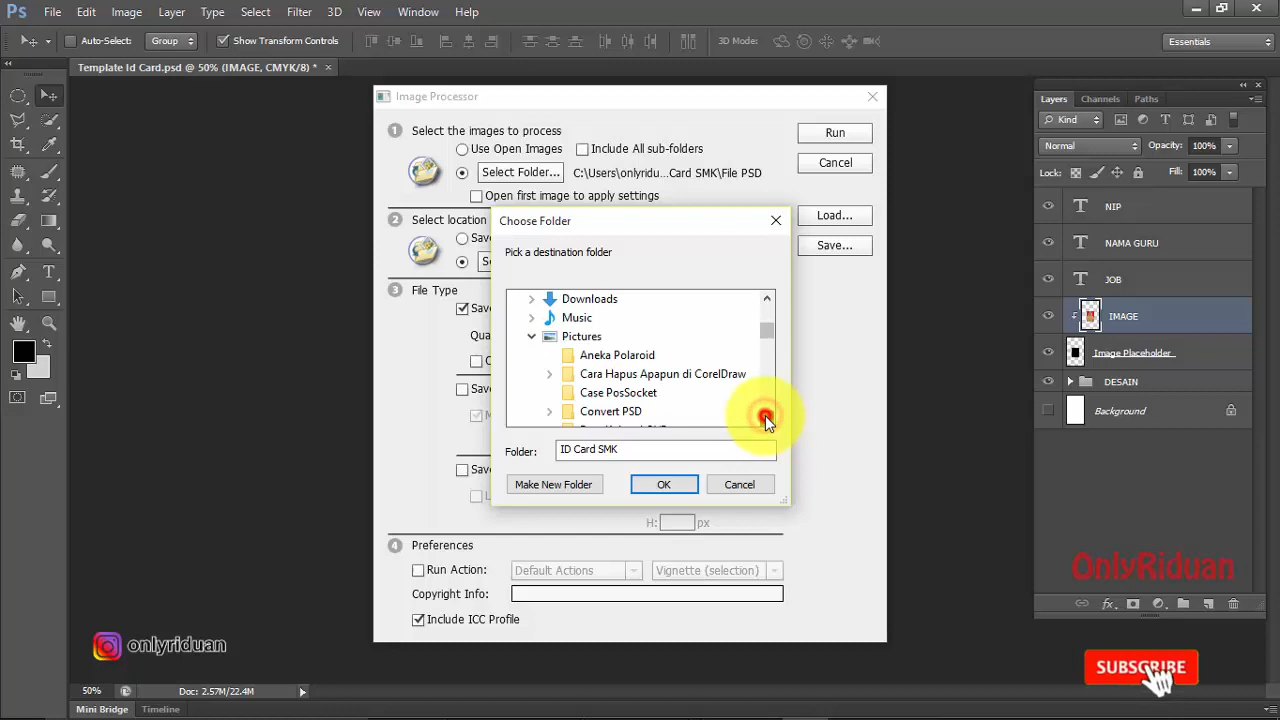 Ps File Edit Image Layer Type Select Filter 3D View Window Help
Auto-Select: Group Show Transform Controls 3D Mode: Essentials
Template Id Card.psd @ 50% (IMAGE, CMYK/8) * ×
Image Processor
1 Select the images to process
Use Open Images Include All sub-folders
Select Folder... C:\Users\onlyridu...Card SMK\File PSD
Open first image to apply settings
2 Select location
3 File Type
Run
Cancel
Load...
Save...
Choose Folder
Pick a destination folder
Downloads
Music
Pictures
Aneka Polaroid
Cara Hapus Apapun di CorelDraw
Case PosSocket
Convert PSD
Folder: ID Card SMK
Make New Folder OK Cancel
H: px
4 Preferences
Run Action: Default Actions Vignette (selection)
Copyright Info:
Include ICC Profile
Layers Channels Paths
Kind
Normal Opacity: 100%
Lock: Fill: 100%
NIP
NAMA GURU
JOB
IMAGE
Image Placeholder
DESAIN
Background
OnlyRiduan
fx
onlyriduan
SUBSCRIBE
50% Doc: 2.57M/22.4M
Mini Bridge Timeline